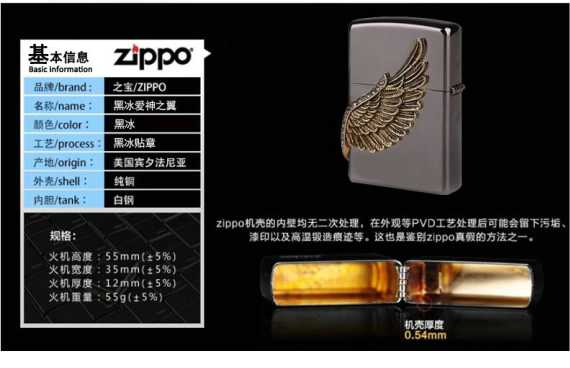 基本信息
Basic information
zippo
品牌/brand： 之宝/ZIPPO
名称/name： 黑冰爱神之翼
颜色/color： 黑冰
工艺/process： 黑冰贴章
产地/origin： 美国宾夕法尼亚
外壳/shell： 纯铜
内胆/tank： 白钢
规格：
火机高度：55mm(±5%)
火机宽度：35mm(±5%)
火机厚度：12mm(±5%)
火机重量：55g(±5%)
zippo机壳的内壁均无二次处理，在外观等PVD工艺处理后可能会留下污垢、
漆印以及高温锻造痕迹等。这也是鉴别zippo真假的方法之一。
机壳厚度
0.54mm